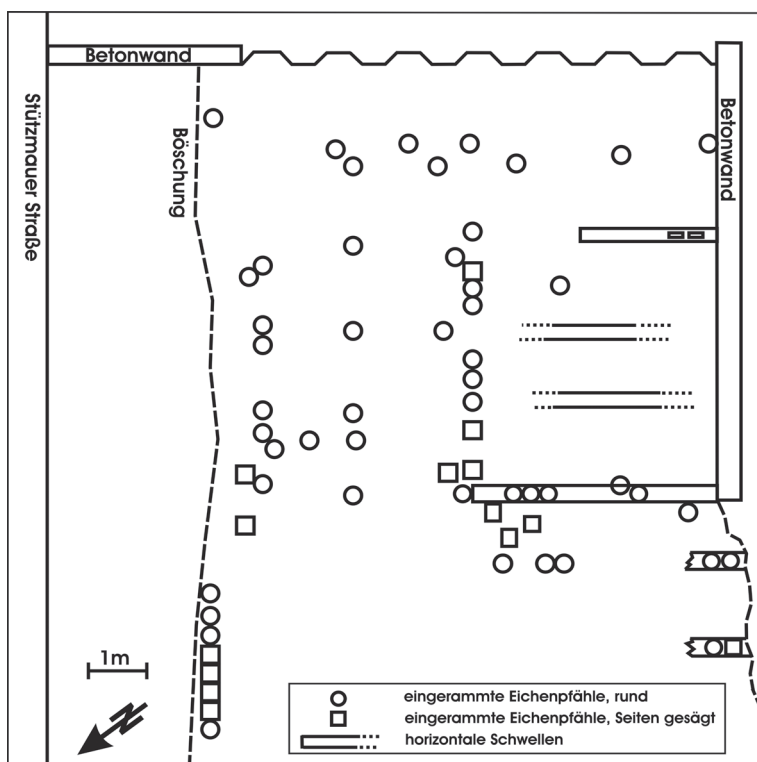 Betonwand
Stützmauer Straße
Böschung
Betonwand
1m
N
eingerammte Eichenpfähle, rund
eingerammte Eichenpfähle, Seiten gesägt
horizontale Schwellen